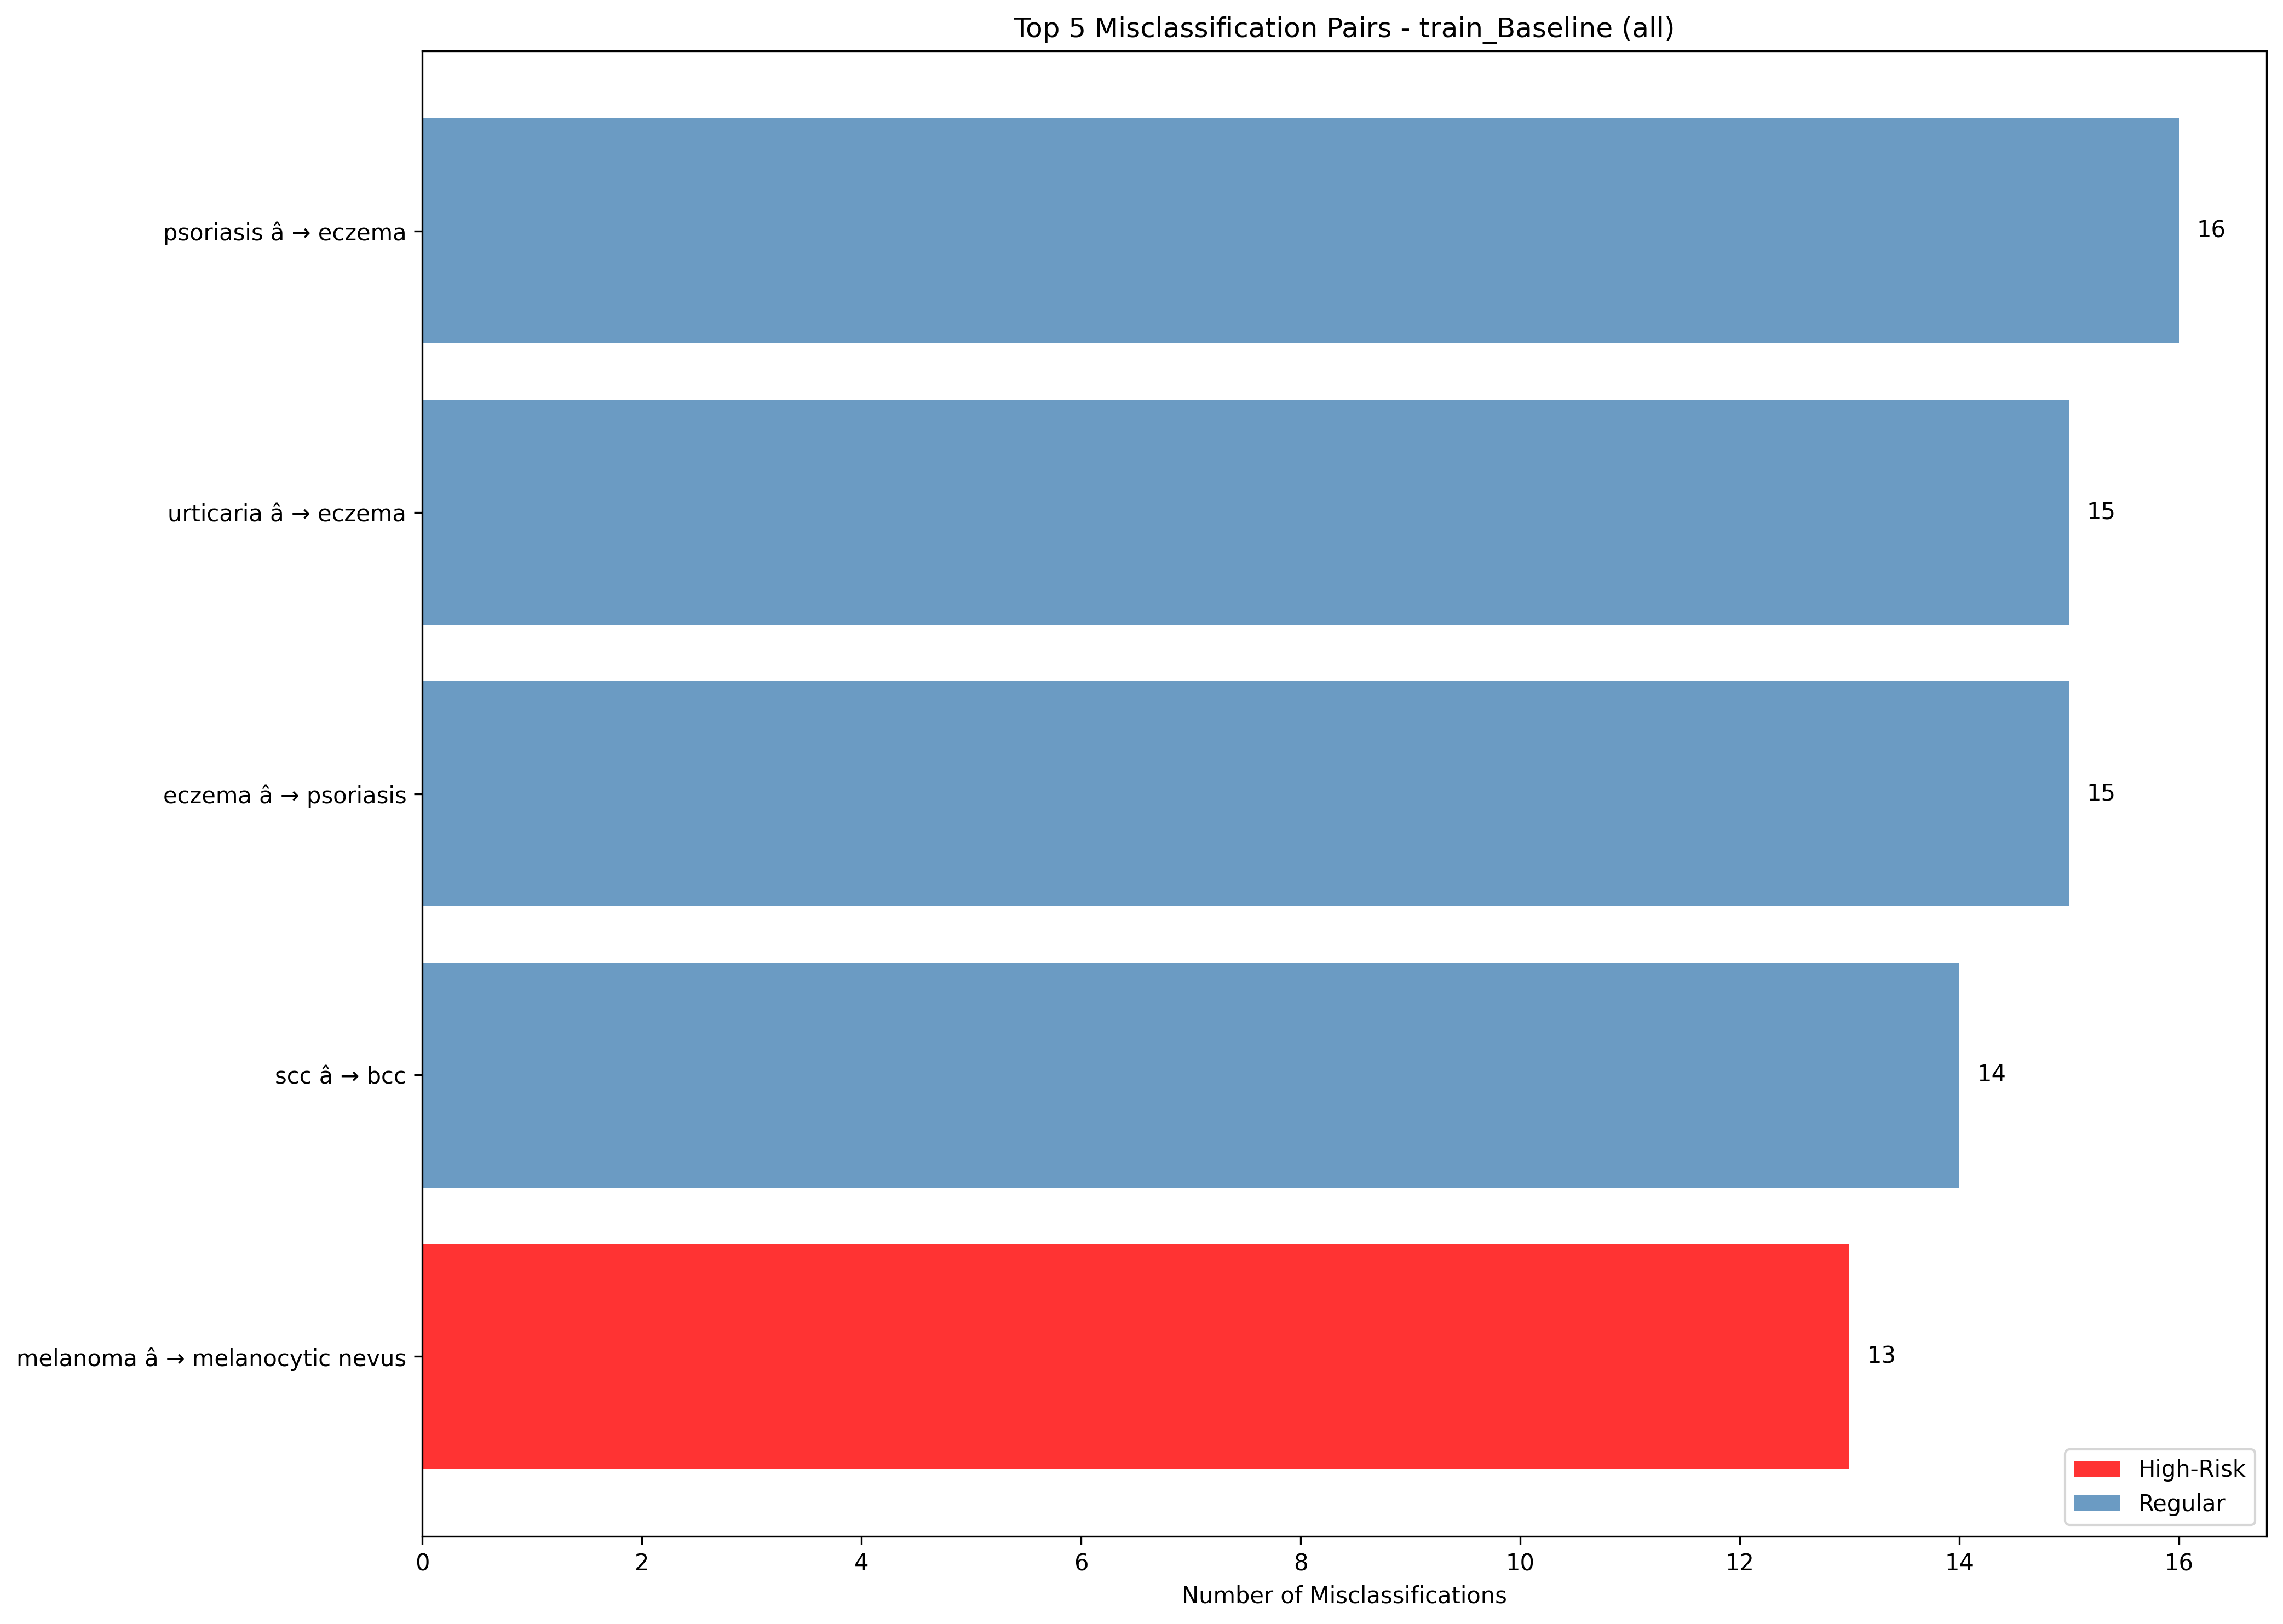 Top 5 Misclassification Pairs - train_Baseline (all)
psoriasis â → eczema
16
urticaria â → eczema
15
eczema â → psoriasis
15
scc â → bcc
14
melanoma â → melanocytic nevus
13
High-Risk
Regular
0 2 4 6 8 10 12 14 16
Number of Misclassifications